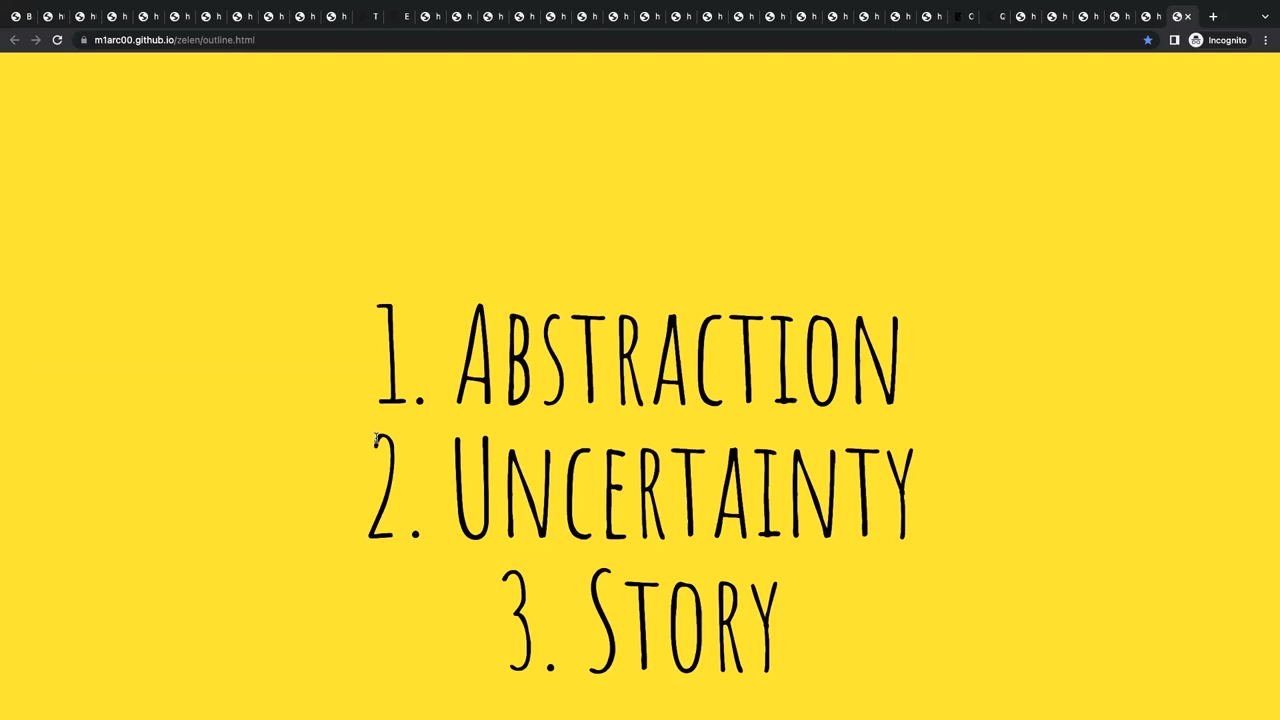 B h h h h h h h h h h T E h h h h h h h h h h h h h h h h h C Q h h h h h
m1arc00.github.io/zelen/outline.html
Incognito
1. Abstraction
2. Uncertainty
3. Story